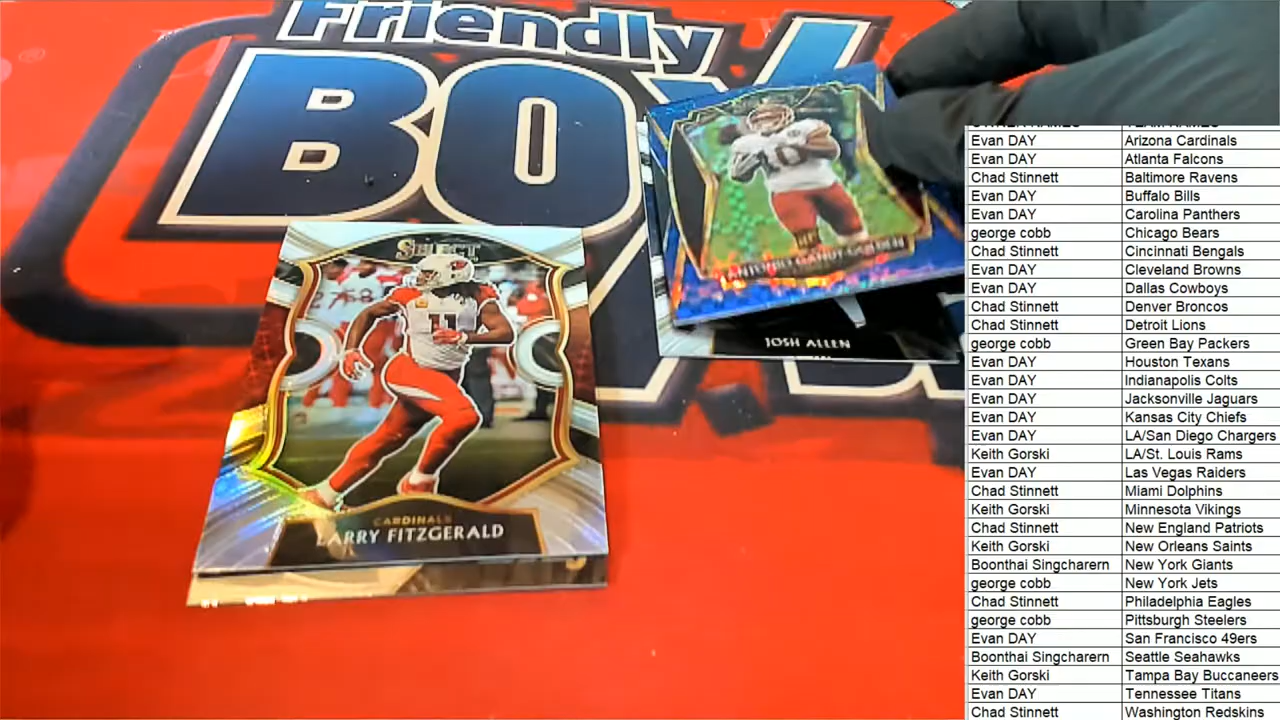 Friendly
BO
10
ANTONIO GANDY-GOLDEN
JOSH ALLEN
SELECT
11
CARDINALS
LARRY FITZGERALD
Evan DAY Arizona Cardinals
Evan DAY Atlanta Falcons
Chad Stinnett Baltimore Ravens
Evan DAY Buffalo Bills
Evan DAY Carolina Panthers
george cobb Chicago Bears
Chad Stinnett Cincinnati Bengals
Evan DAY Cleveland Browns
Evan DAY Dallas Cowboys
Chad Stinnett Denver Broncos
Chad Stinnett Detroit Lions
george cobb Green Bay Packers
Evan DAY Houston Texans
Evan DAY Indianapolis Colts
Evan DAY Jacksonville Jaguars
Evan DAY Kansas City Chiefs
Evan DAY LA/San Diego Chargers
Keith Gorski LA/St. Louis Rams
Evan DAY Las Vegas Raiders
Chad Stinnett Miami Dolphins
Keith Gorski Minnesota Vikings
Chad Stinnett New England Patriots
Keith Gorski New Orleans Saints
Boonthai Singcharern New York Giants
george cobb New York Jets
Chad Stinnett Philadelphia Eagles
george cobb Pittsburgh Steelers
Evan DAY San Francisco 49ers
Boonthai Singcharern Seattle Seahawks
Keith Gorski Tampa Bay Buccaneers
Evan DAY Tennessee Titans
Chad Stinnett Washington Redskins